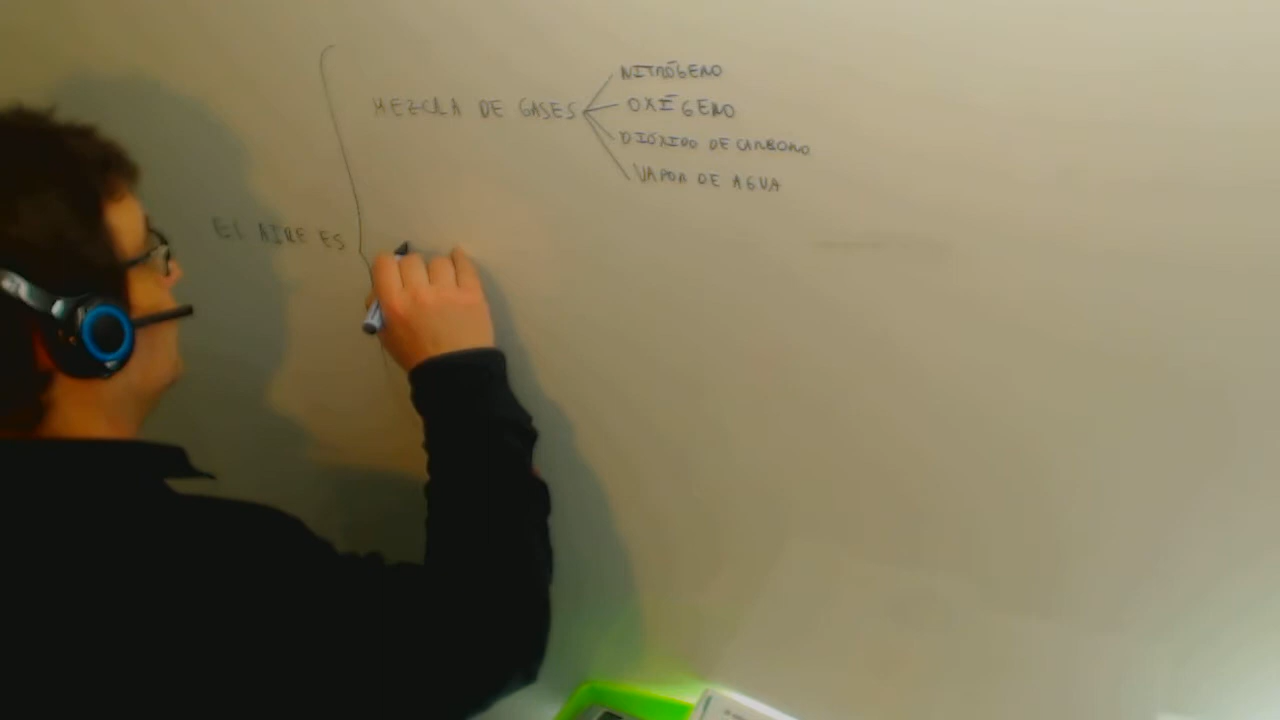 MEZCLA DE GASES
NITRÓGENO
OXÍGENO
DIÓXIDO DE CARBONO
VAPOR DE AGUA
El AIRE ES